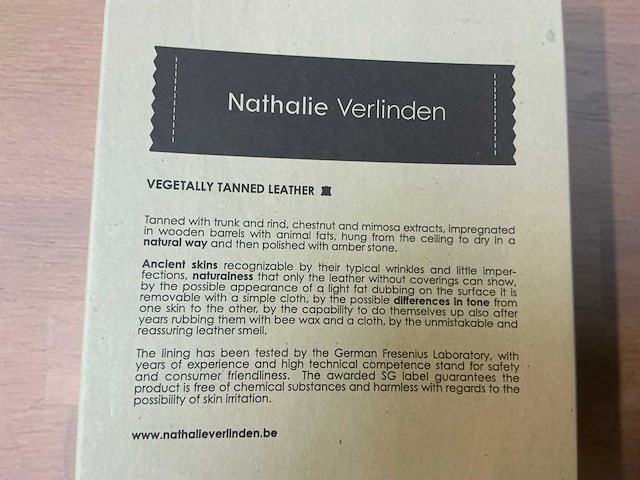 Nathalie Verlinden
VEGETALLY TANNED LEATHER
Tanned with trunk and rind, chestnut and mimosa extracts, impregnated
in wooden barrels with animal fats, hung from the ceiling to dry in a
natural way and then polished with amber stone.
Ancient skins recognizable by their typical wrinkles and little imper-
fections, naturalness that only the leather without coverings can show,
by the possible appearance of a light fat dubbing on the surface it is
removable with a simple cloth, by the possible differences in tone from
one skin to the other, by the capability to do themselves up also after
years rubbing them with bee wax and a cloth, by the unmistakable and
reassuring leather smell.
The lining has been tested by the German Fresenius Laboratory, with
years of experience and high technical competence stand for safety
and consumer friendliness. The awarded SG label guarantees the
product is free of chemical substances and harmless with regards to the
possibility of skin irritation.
www.nathalieverlinden.be